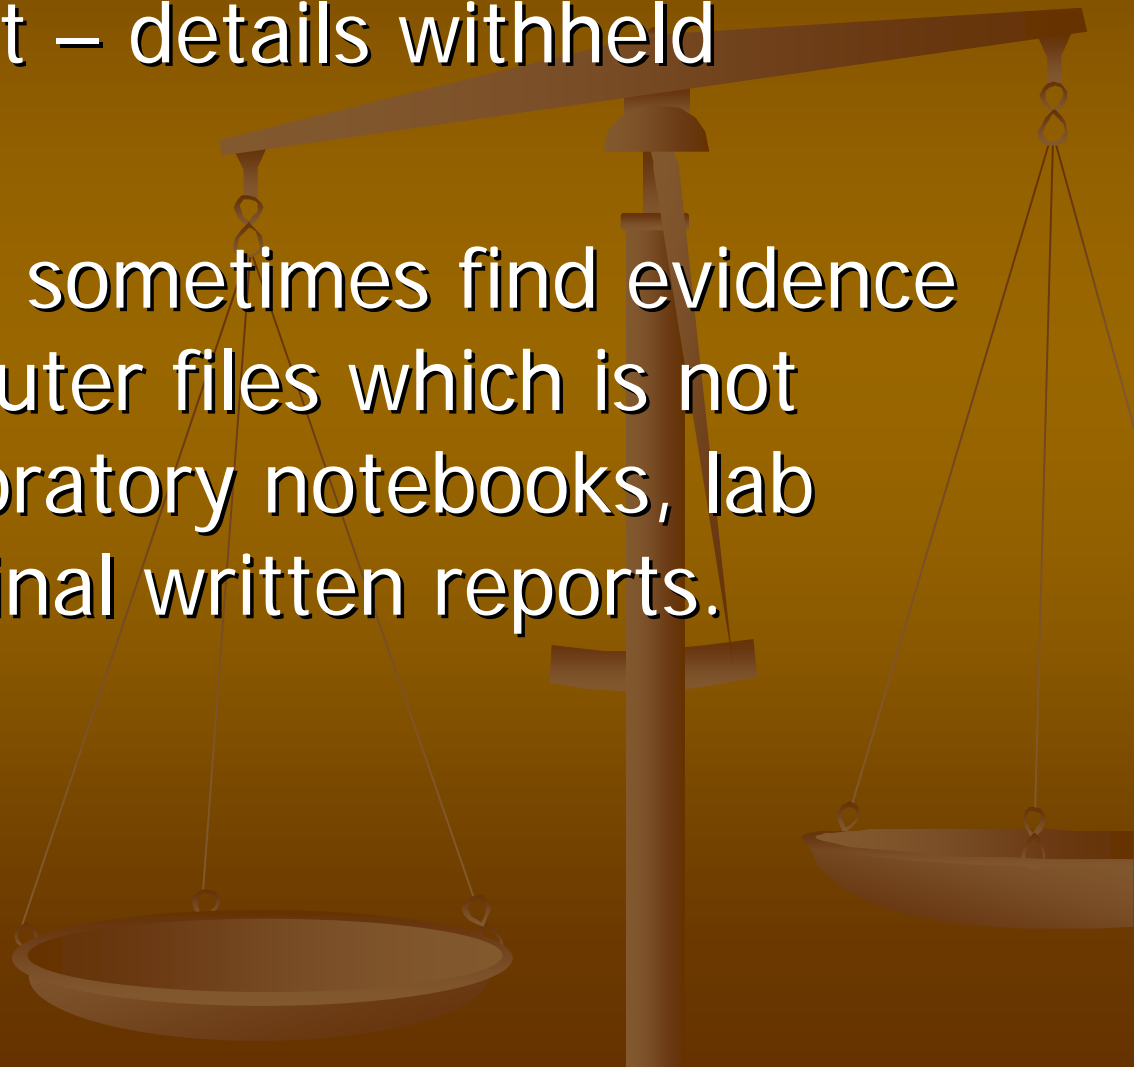 t – details withheld
sometimes find evidence
uter files which is not
oratory notebooks, lab
inal written reports.